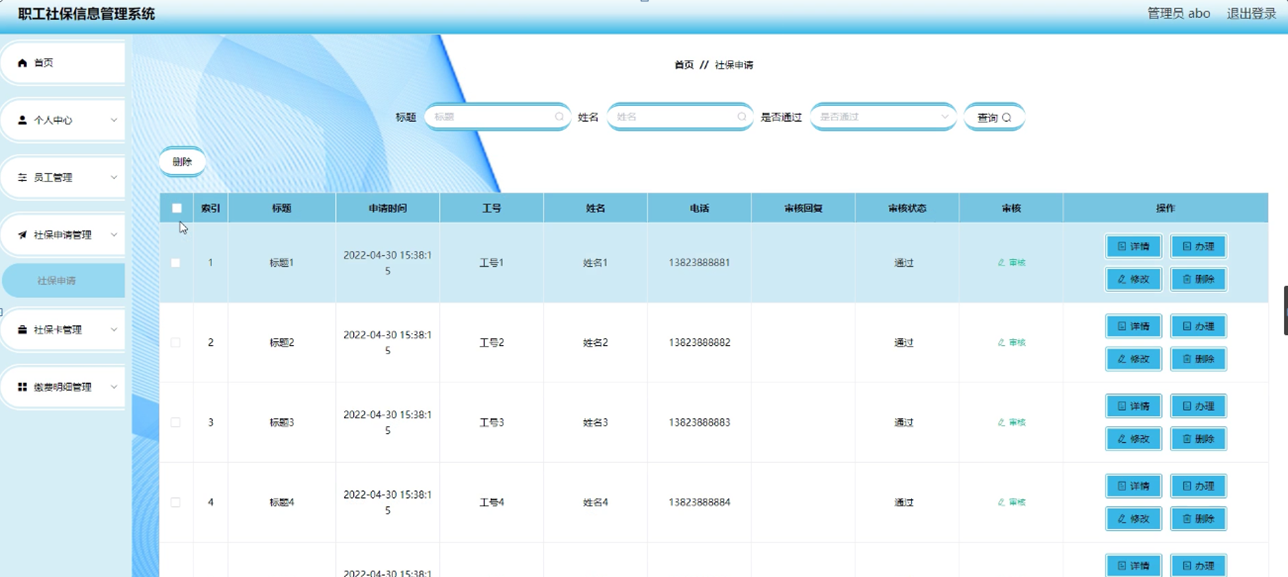 职工社保信息管理系统
管理员 abo 退出登录
首页
个人中心
员工管理
社保申请管理
社保申请
社保卡管理
缴费明细管理
首页 // 社保申请
标题 标题 姓名 姓名 是否通过 是否通过 查询
删除
索引 标题 申请时间 工号 姓名 电话 审核回复 审核状态 审核 操作
1 标题1 2022-04-30 15:38:15 工号1 姓名1 13823888881 通过 审核 详情 办理
修改 删除
2 标题2 2022-04-30 15:38:15 工号2 姓名2 13823888882 通过 审核 详情 办理
修改 删除
3 标题3 2022-04-30 15:38:15 工号3 姓名3 13823888883 通过 审核 详情 办理
修改 删除
4 标题4 2022-04-30 15:38:15 工号4 姓名4 13823888884 通过 审核 详情 办理
修改 删除
2022-04-30 15:38:1 详情 办理